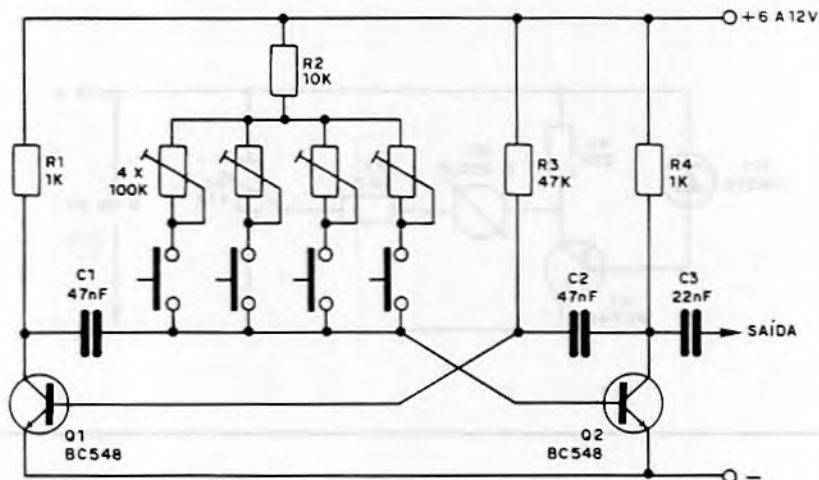 +6 A 12V
R2
10K
R1
1K
4 X
100K
R3
47K
R4
1K
C1
47nF
C2
47nF
C3
22nF
SAÍDA
Q1
BC548
Q2
BC548
–